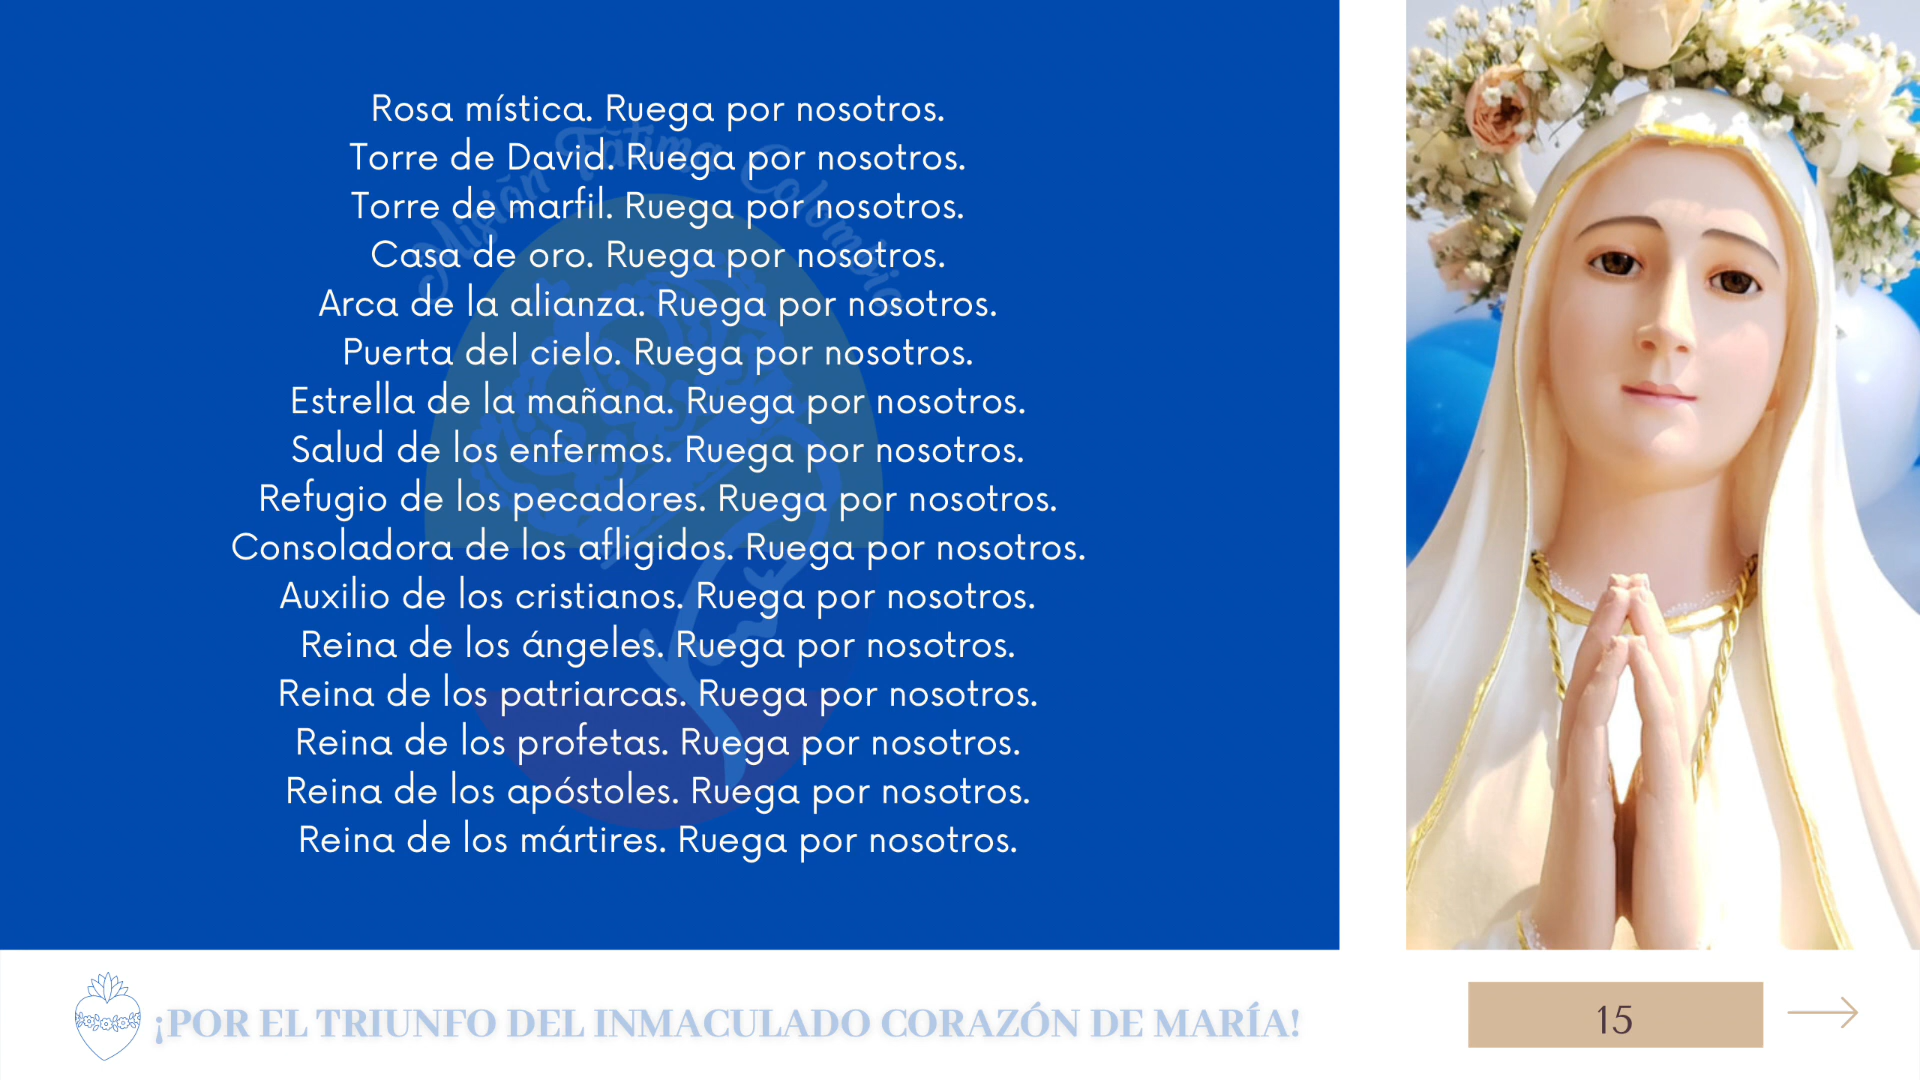 Rosa mística. Ruega por nosotros.
Torre de David. Ruega por nosotros.
Torre de marfil. Ruega por nosotros.
Casa de oro. Ruega por nosotros.
Arca de la alianza. Ruega por nosotros.
Puerta del cielo. Ruega por nosotros.
Estrella de la mañana. Ruega por nosotros.
Salud de los enfermos. Ruega por nosotros.
Refugio de los pecadores. Ruega por nosotros.
Consoladora de los afligidos. Ruega por nosotros.
Auxilio de los cristianos. Ruega por nosotros.
Reina de los ángeles. Ruega por nosotros.
Reina de los patriarcas. Ruega por nosotros.
Reina de los profetas. Ruega por nosotros.
Reina de los apóstoles. Ruega por nosotros.
Reina de los mártires. Ruega por nosotros.
Misión Fátima Colombia
¡POR EL TRIUNFO DEL INMACULADO CORAZÓN DE MARÍA!
15